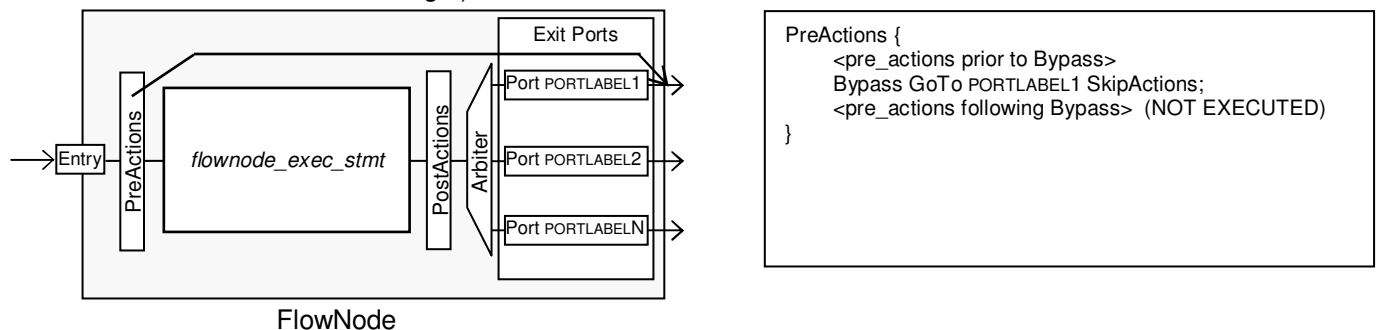 Exit Ports
Port PORTLABEL1
Entry
PreActions
flownode_exec_stmt
PostActions
Arbiter
Port PORTLABEL2
Port PORTLABELN
FlowNode
PreActions {
<pre_actions prior to Bypass>
Bypass GoTo PORTLABEL1 SkipActions;
<pre_actions following Bypass> (NOT EXECUTED)
}